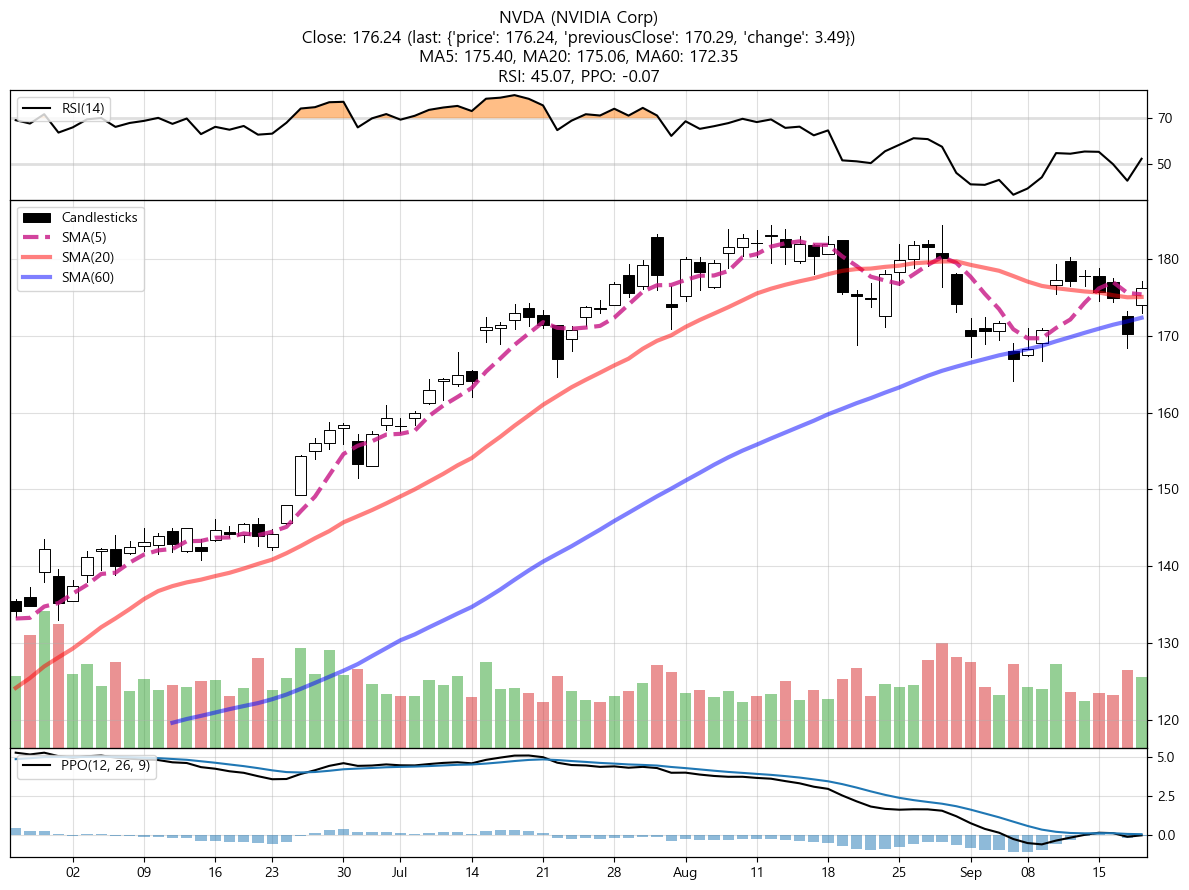 NVDA (NVIDIA Corp)
Close: 176.24 (last: {'price': 176.24, 'previousClose': 170.29, 'change': 3.49})
MA5: 175.40, MA20: 175.06, MA60: 172.35
RSI: 45.07, PPO: -0.07
RSI(14)
70
50
Candlesticks
SMA(5)
SMA(20)
SMA(60)
180
170
160
150
140
130
120
PPO(12, 26, 9)
5.0
2.5
0.0
02 09 16 23 30 Jul 14 21 28 Aug 11 18 25 Sep 08 15